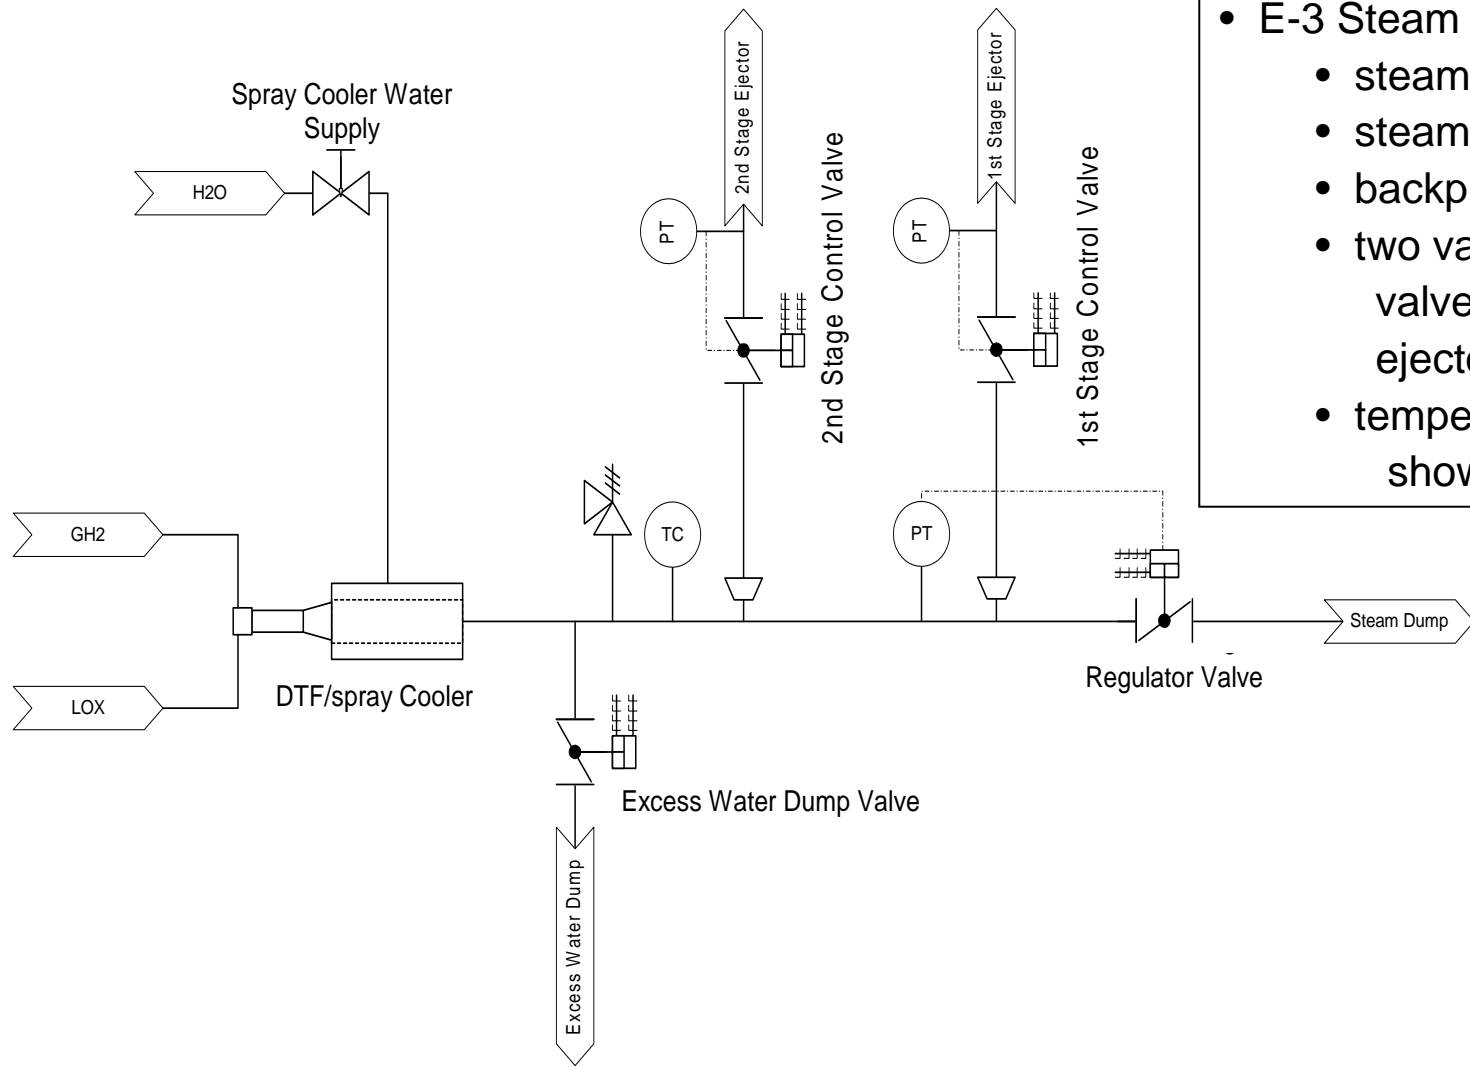 • E-3 Steam
• steam
• steam
• backp
• two va
valve
ejecto
• tempe
show
Spray Cooler Water
Supply
H2O
2nd Stage Ejector
1st Stage Ejector
PT
2nd Stage Control Valve
PT
1st Stage Control Valve
GH2
TC
PT
LOX
DTF/spray Cooler
Regulator Valve
Steam Dump
Excess Water Dump Valve
Excess Water Dump